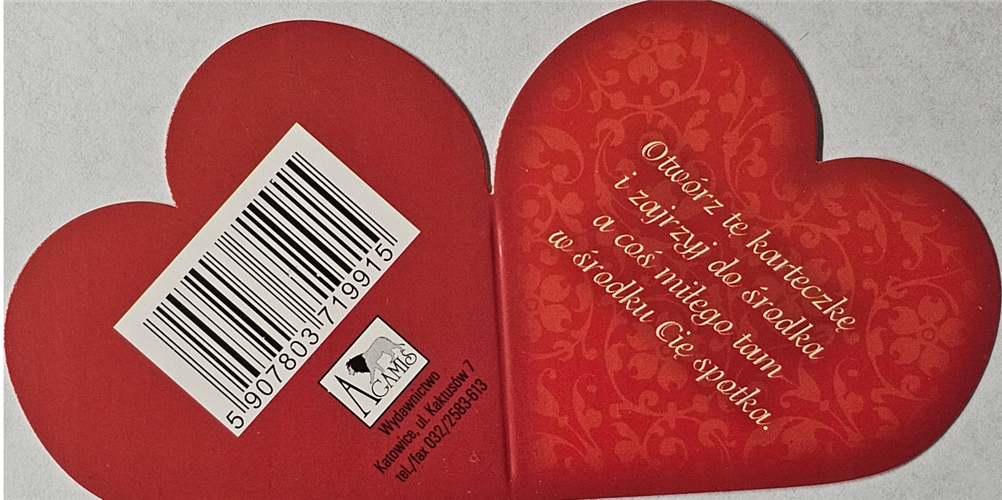 5 907803 719915
AGAMIS
Wydawnictwo
Katowice, ul. Kaktusów 7
tel./fax 032/2583-613
Otwórz tę karteczkę
i zajrzyj do środka
a coś miłego tam
w środku Cię spotka.